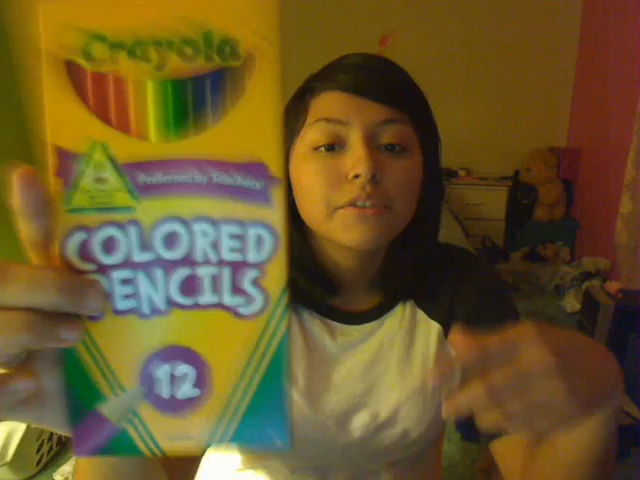 Crayola
Preferred by Teachers!
COLORED
PENCILS
12